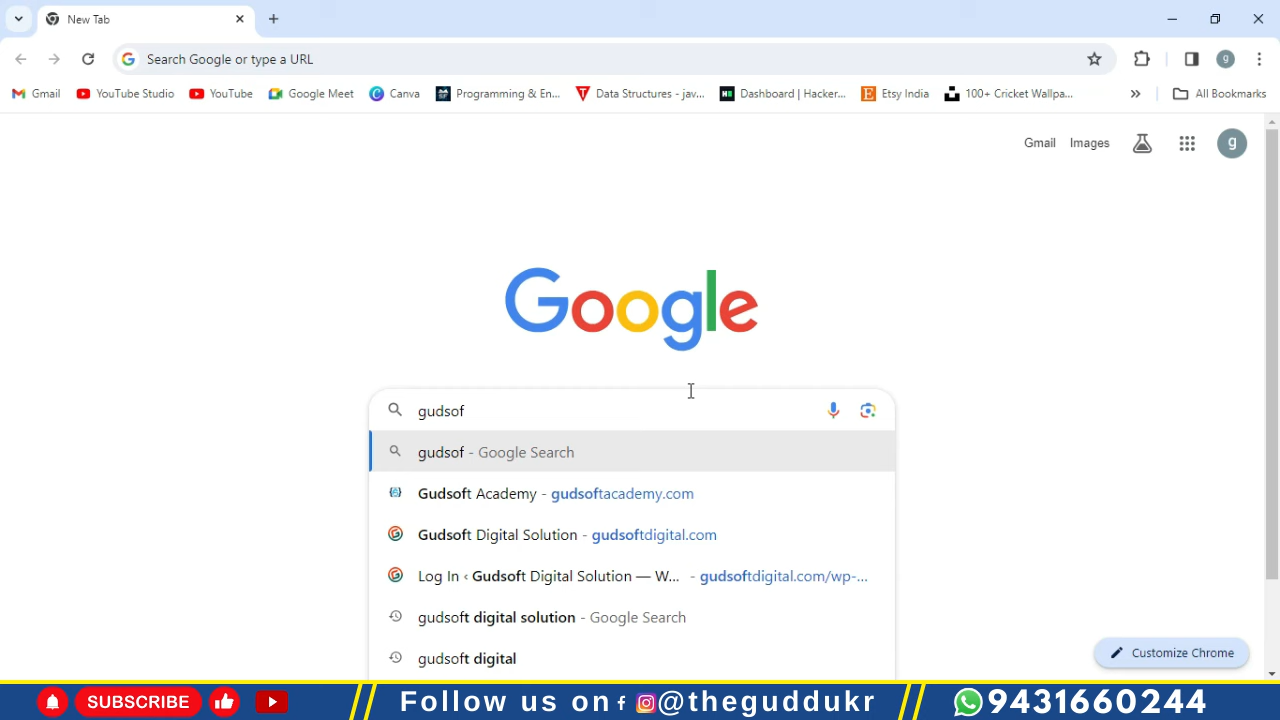 New Tab
Search Google or type a URL
g
Gmail
YouTube Studio
YouTube
Google Meet
Canva
Programming & En...
Data Structures - jav...
Dashboard | Hacker...
Etsy India
100+ Cricket Wallpa...
»
All Bookmarks
Gmail
Images
g
Google
gudsof
gudsof - Google Search
Gudsoft Academy - gudsoftacademy.com
Gudsoft Digital Solution - gudsoftdigital.com
Log In ‹ Gudsoft Digital Solution — W... - gudsoftdigital.com/wp-...
gudsoft digital solution - Google Search
gudsoft digital
Customize Chrome
SUBSCRIBE
Follow us on f @theguddukr
9431660244